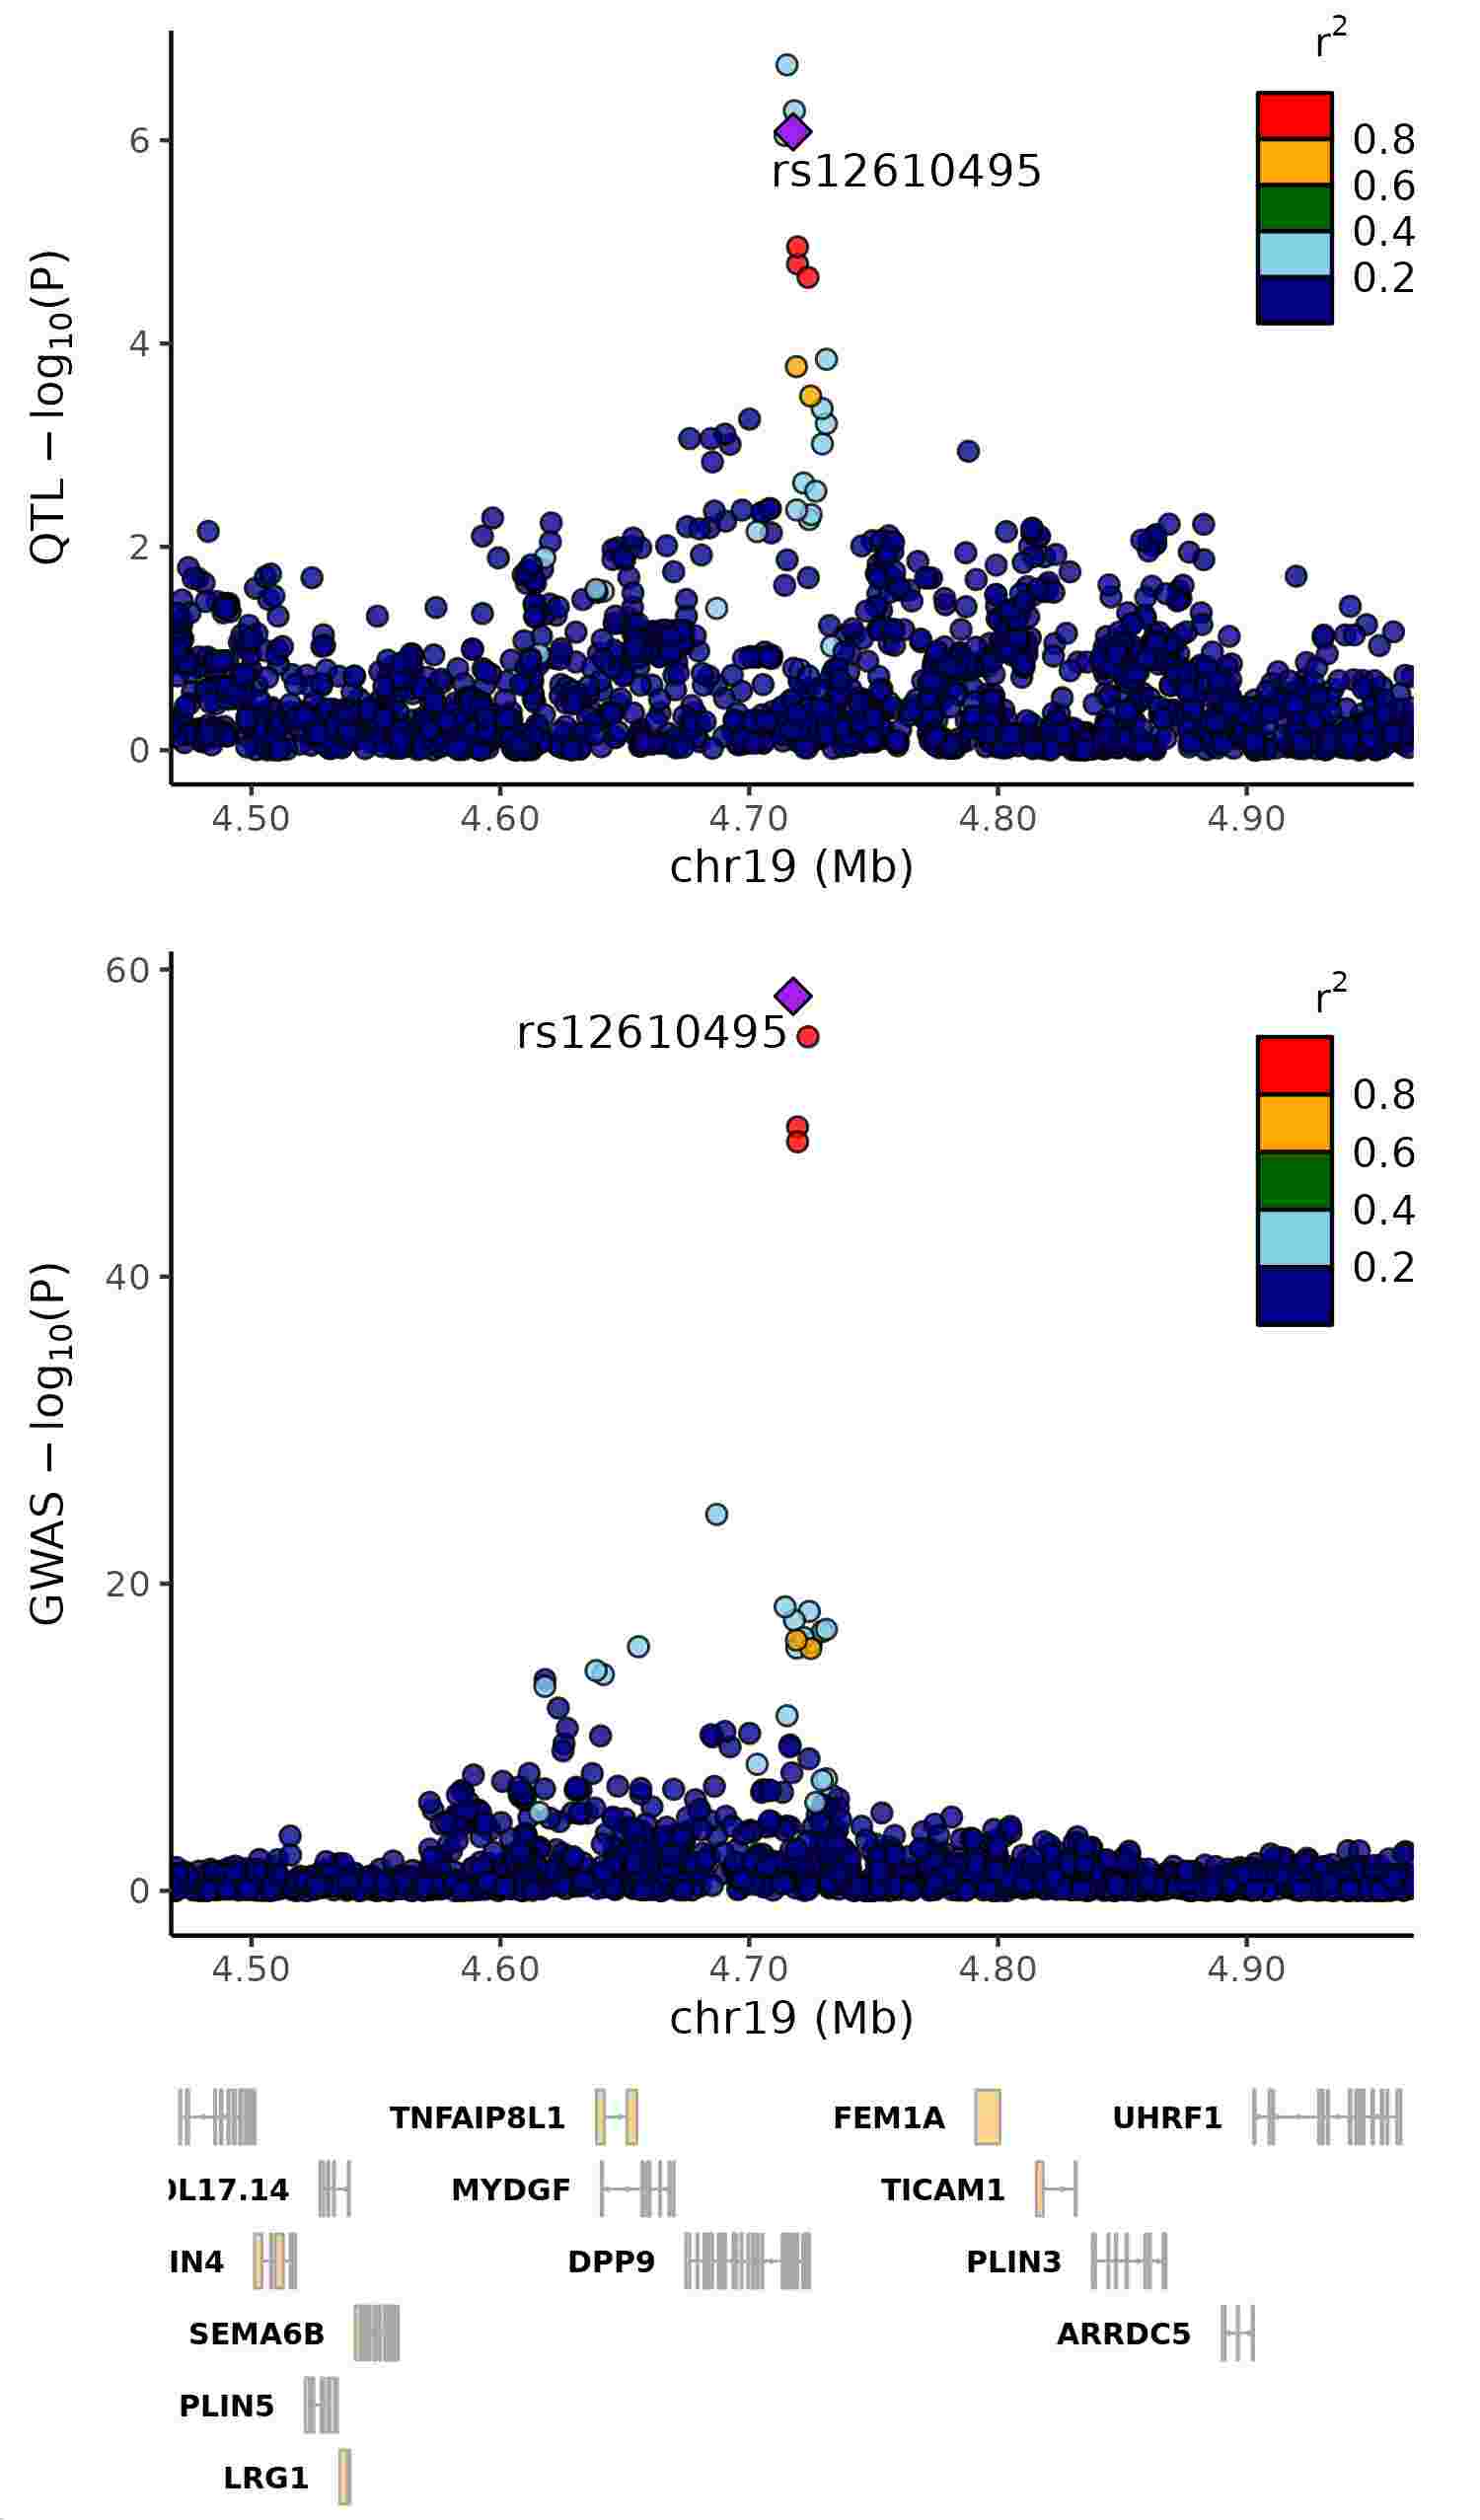 r2
6
0.8
rs12610495
0.6
0.4
0.2
4
QTL −log10(P)
2
0
4.50 4.60 4.70 4.80 4.90
chr19 (Mb)
60
r2
rs12610495
0.8
0.6
0.4
0.2
40
GWAS −log10(P)
20
0
4.50 4.60 4.70 4.80 4.90
chr19 (Mb)
TNFAIP8L1 FEM1A UHRF1
L17.14 MYDGF TICAM1
IN4 DPP9 PLIN3
SEMA6B ARRDC5
PLIN5
LRG1